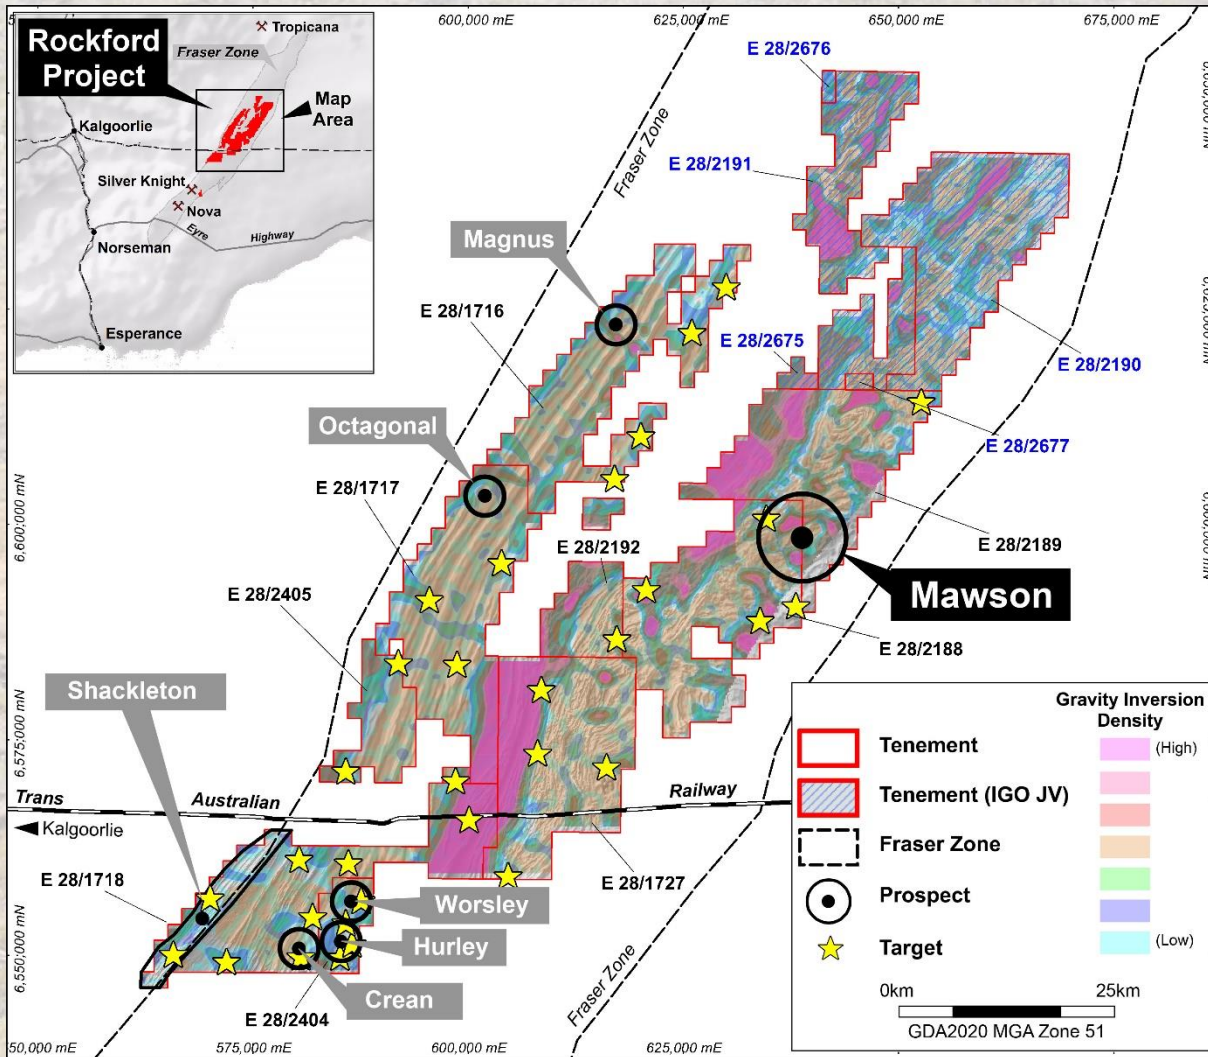 600,000 mE
625,000 mE
650,000 mE
675,000 mE
Rockford
Project
Tropicana
Fraser Zone
Map
Area
Kalgoorlie
Silver Knight
Nova
Norseman
Eyre
Highway
Esperance
E 28/2676
Fraser Zone
E 28/2191
Magnus
E 28/1716
E 28/2675
E 28/2190
Octagonal
E 28/2677
E 28/1717
6,600,000 mN
E 28/2192
E 28/2189
E 28/2405
Mawson
E 28/2188
Shackleton
6,575,000 mN
Trans
Australian
Railway
Kalgoorlie
E 28/1718
E 28/1727
Worsley
Hurley
6,550,000 mN
Crean
E 28/2404
Fraser Zone
Gravity Inversion
Density
Tenement
(High)
Tenement (IGO JV)
Fraser Zone
Prospect
Target
(Low)
0km
25km
GDA2020 MGA Zone 51
50,000 mE
575,000 mE
600,000 mE
625,000 mE